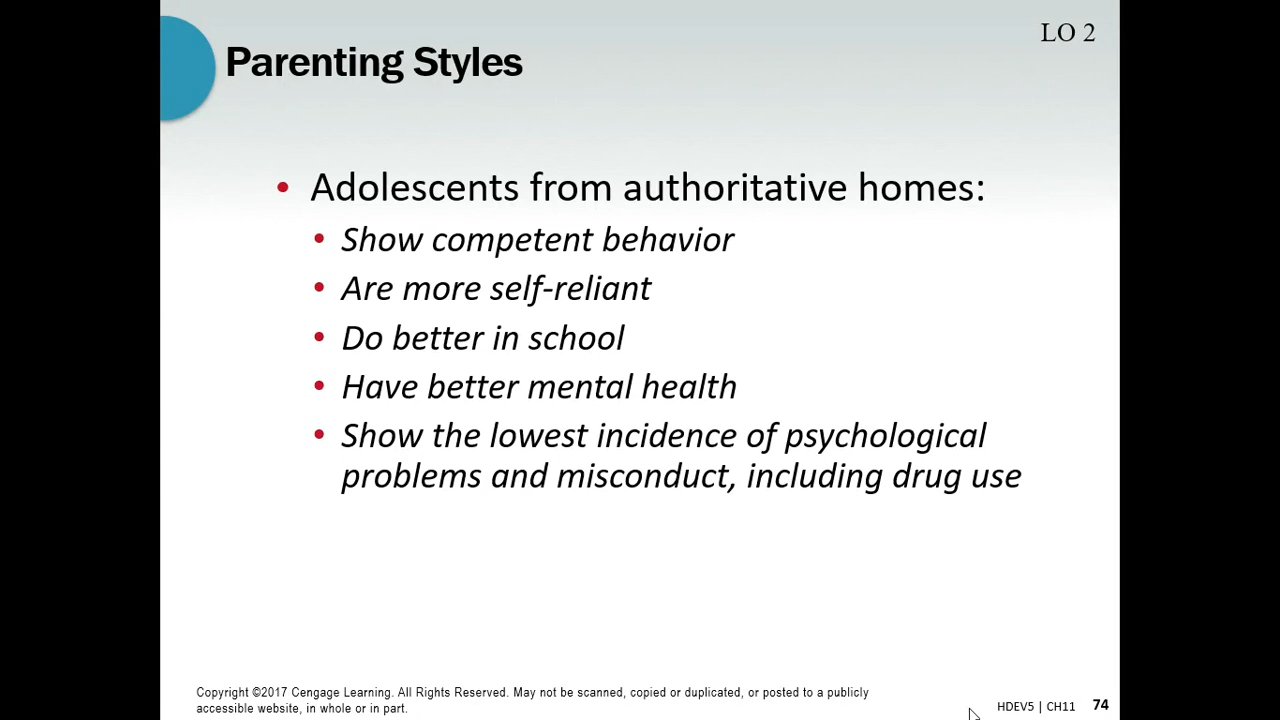 LO 2
Parenting Styles
• Adolescents from authoritative homes:
• Show competent behavior
• Are more self-reliant
• Do better in school
• Have better mental health
• Show the lowest incidence of psychological
problems and misconduct, including drug use
Copyright ©2017 Cengage Learning. All Rights Reserved. May not be scanned, copied or duplicated, or posted to a publicly
accessible website, in whole or in part.
HDEV5 | CH11 74